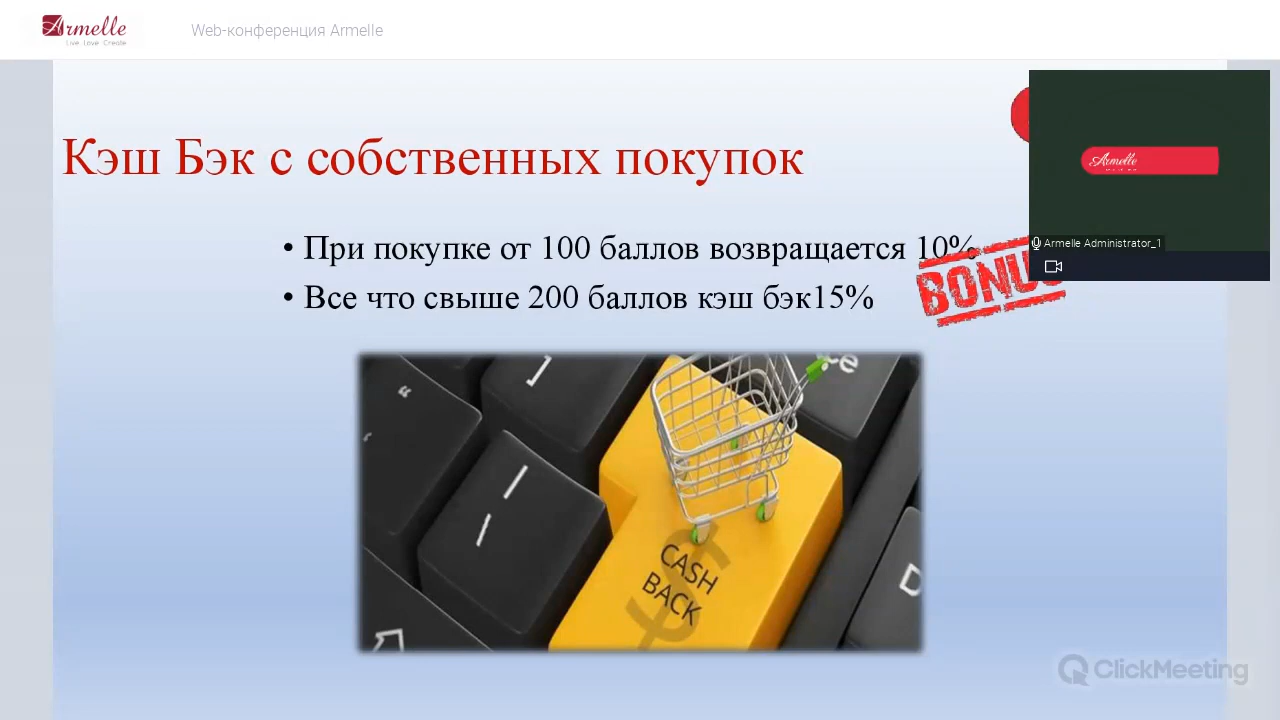 Armelle
Live Love Create
Web-конференция Armelle
Кэш Бэк с собственных покупок
• При покупке от 100 баллов возвращается 10%
• Все что свыше 200 баллов кэш бэк15%
Armelle
Armelle Administrator_1
CASH
BACK
$
ClickMeeting